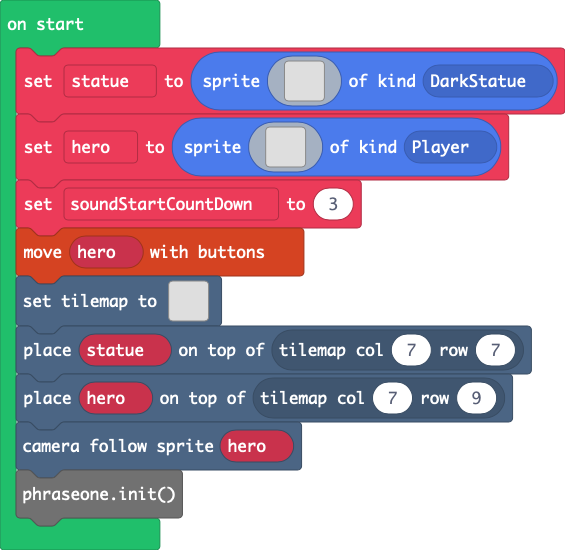 on start
set statue to sprite of kind DarkStatue
set hero to sprite of kind Player
set soundStartCountDown to 3
move hero with buttons
set tilemap to
place statue on top of tilemap col 7 row 7
place hero on top of tilemap col 7 row 9
camera follow sprite hero
phraseone.init()